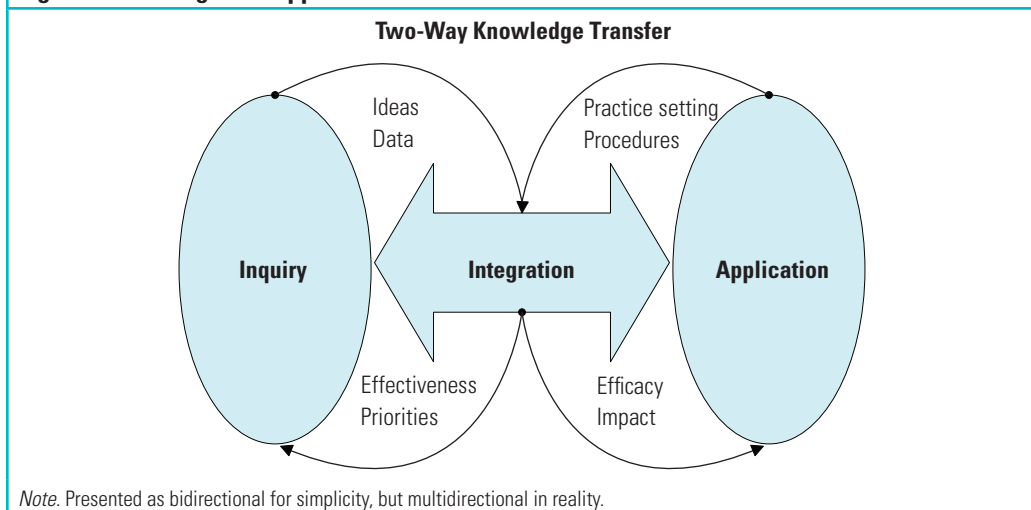 Two-Way Knowledge Transfer
Ideas
Data
Practice setting
Procedures
Inquiry
Integration
Application
Effectiveness
Priorities
Efficacy
Impact
Note. Presented as bidirectional for simplicity, but multidirectional in reality.